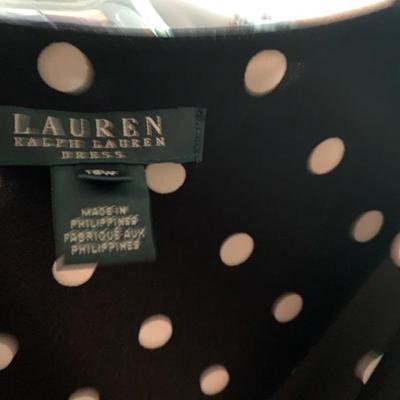 LAUREN
RALPH LAUREN
DRESS
MADE IN
PHILIPPINES
FABRIQUÉ AUX
PHILIPPINES